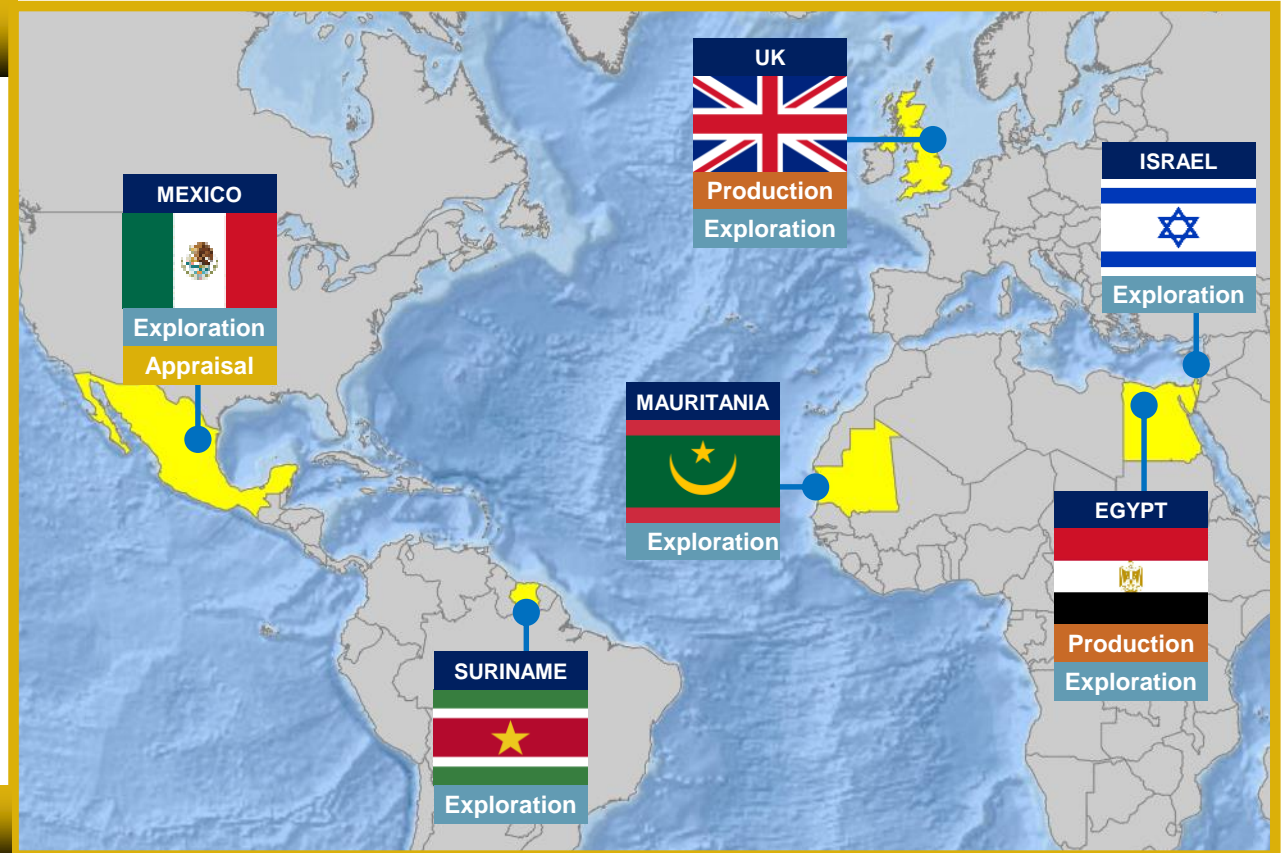 UK
Production
Exploration
ISRAEL
Exploration
MEXICO
Exploration
Appraisal
MAURITANIA
Exploration
EGYPT
Production
Exploration
SURINAME
Exploration